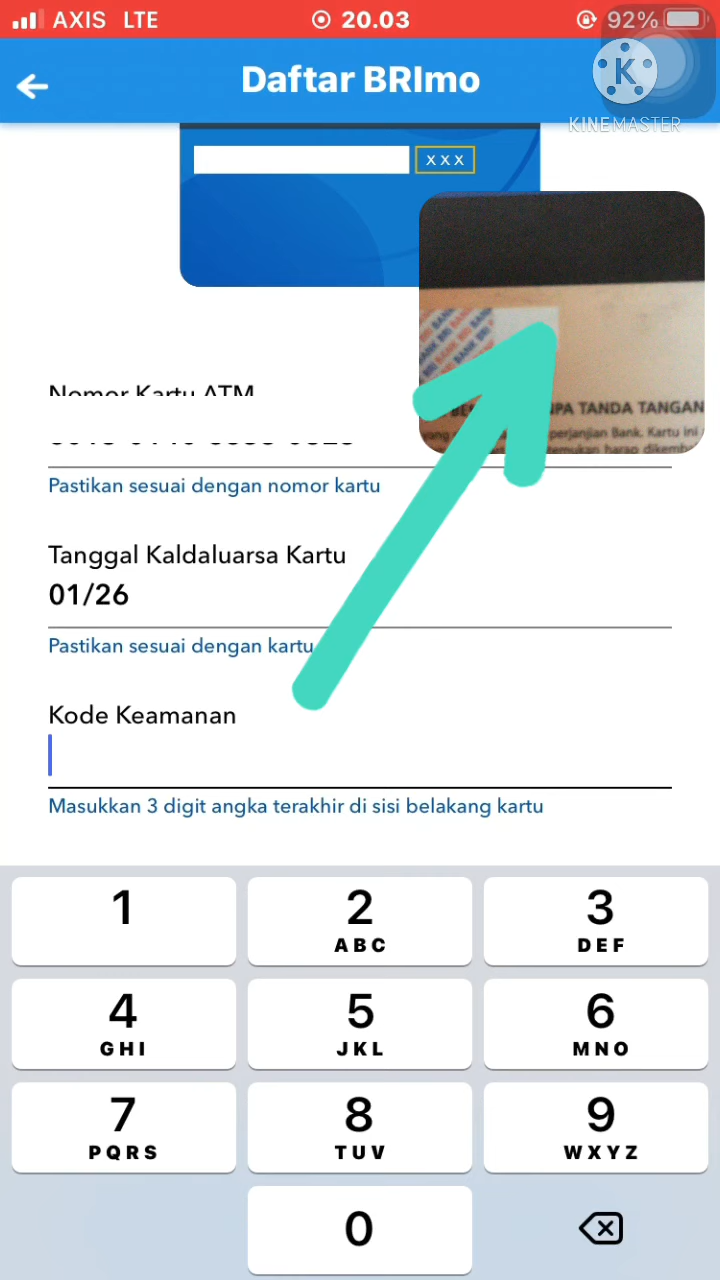 AXIS LTE 20.03 92%
Daftar BRImo
KINEMASTER
XXX
Nomor Kartu ATM
Pastikan sesuai dengan nomor kartu
TANDA TANGAN
perjanjian Bank. Kartu ini
Tanggal Kaldaluarsa Kartu
01/26
Pastikan sesuai dengan kartu
Kode Keamanan
Masukkan 3 digit angka terakhir di sisi belakang kartu
1
2 ABC
3 DEF
4 GHI
5 JKL
6 MNO
7 PQRS
8 TUV
9 WXYZ
0